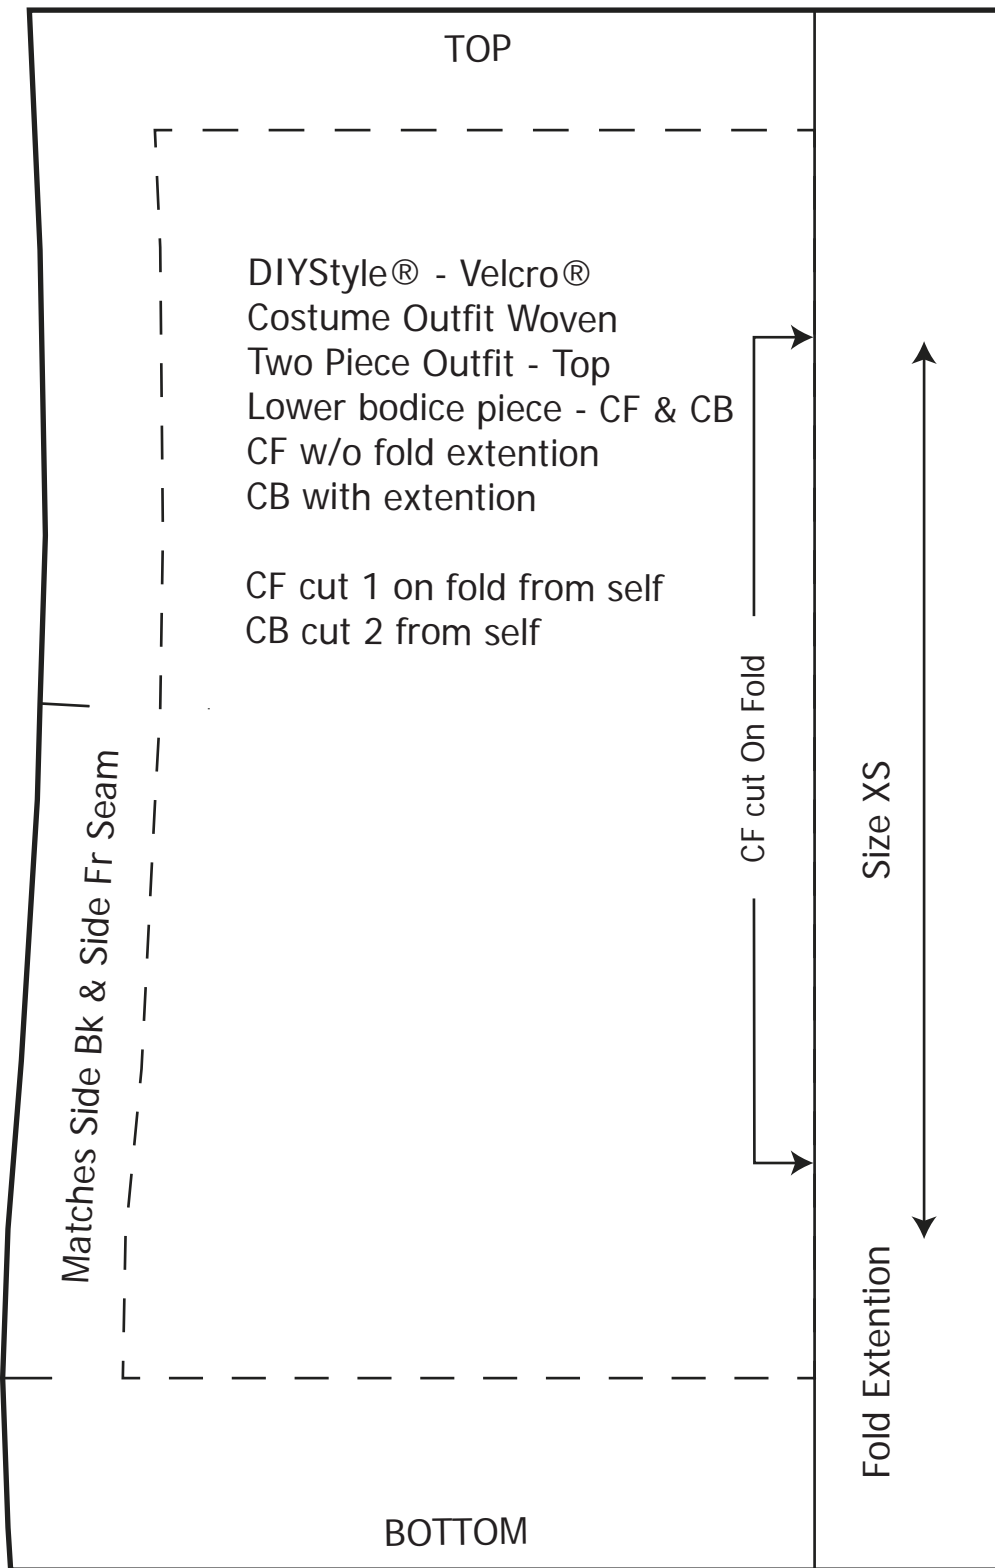 TOP
DIYStyle® - Velcro®
Costume Outfit Woven
Two Piece Outfit - Top
Lower bodice piece - CF & CB
CF w/o fold extention
CB with extention
CF cut 1 on fold from self
CB cut 2 from self
CF cut On Fold
Size XS
Matches Side Bk & Side Fr Seam
Fold Extention
BOTTOM